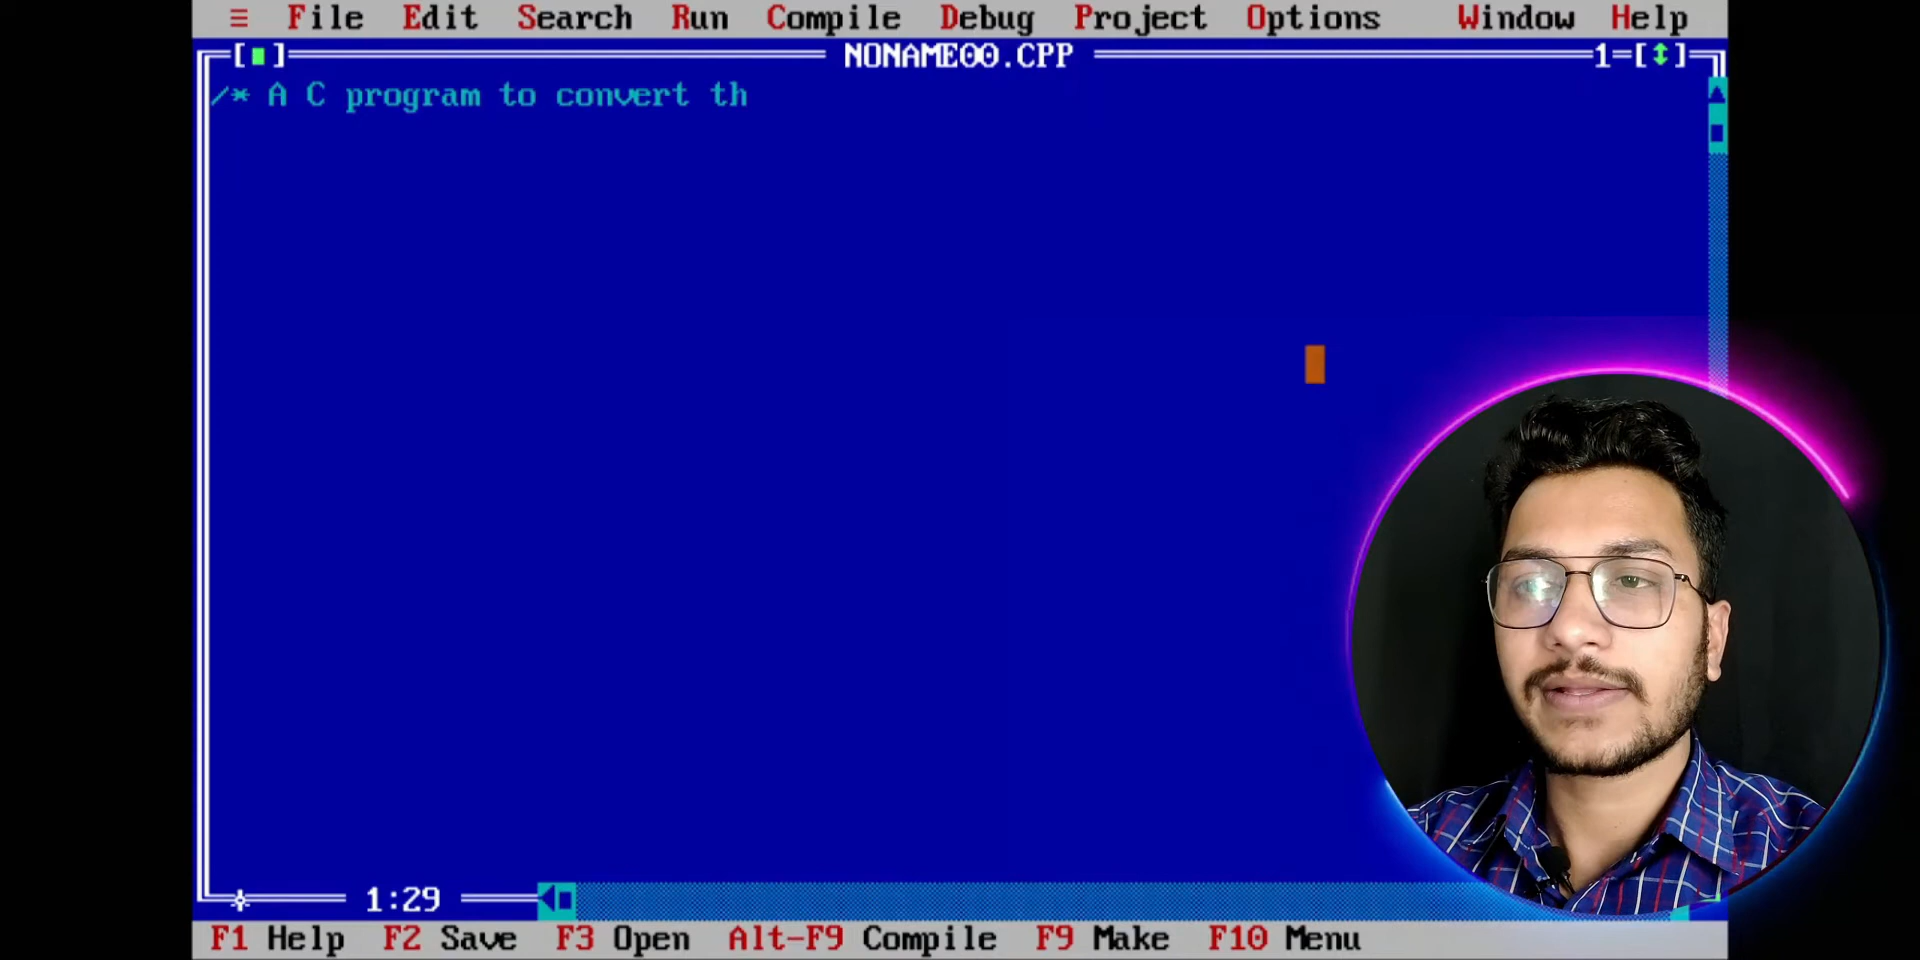 ≡ File Edit Search Run Compile Debug Project Options Window Help
[■] NONAME00.CPP 1=[↕]
/* A C program to convert th
1:29
F1 Help F2 Save F3 Open Alt-F9 Compile F9 Make F10 Menu